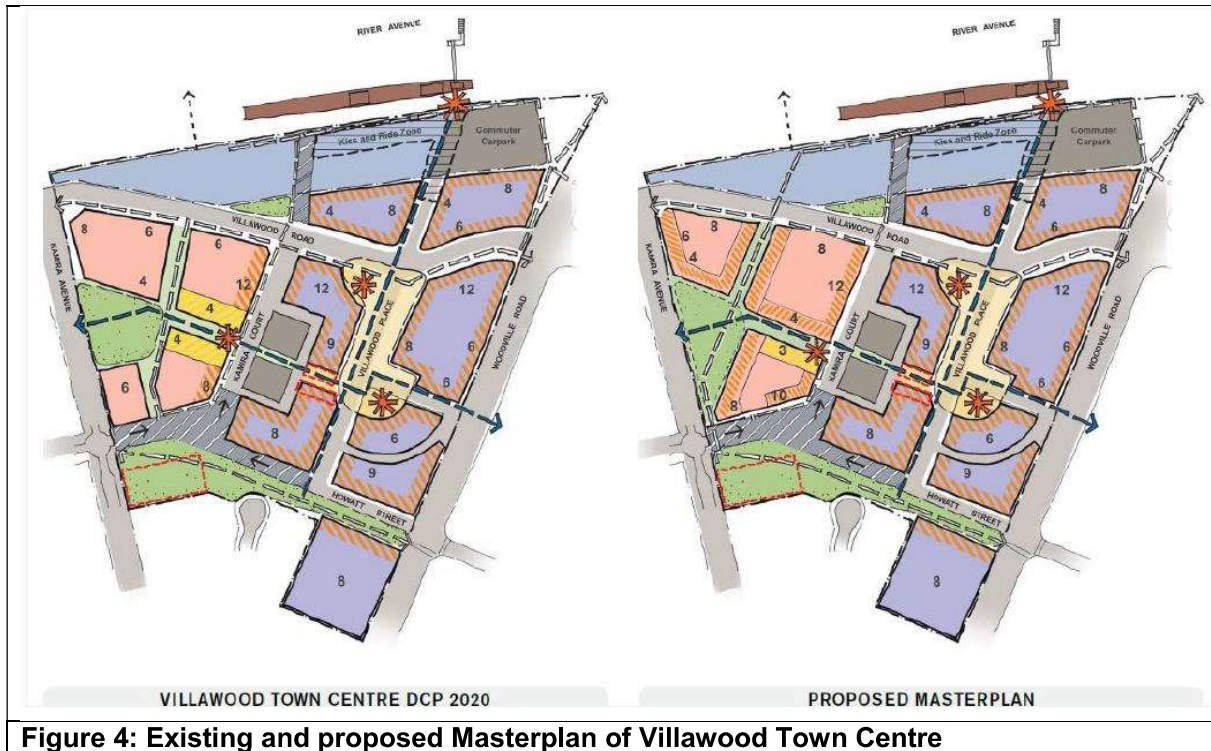 RIVER AVENUE
Kiss and Ride Zone
Commuter
Carpark
8
4
8
4
6
VILLAWOOD ROAD
KAMIRA AVENUE
8
6
4
6
12
4
4
6
8
KAMIRA COURT
12
9
8
VILLAWOOD PLACE
12
8
6
6
WOODVILLE ROAD
6
9
HOWATT STREET
8
VILLAWOOD TOWN CENTRE DCP 2020
RIVER AVENUE
Kiss and Ride Zone
Commuter
Carpark
8
4
8
4
6
VILLAWOOD ROAD
KAMIRA AVENUE
6
4
8
8
12
4
3
8
10
KAMIRA COURT
12
9
8
VILLAWOOD PLACE
12
8
6
6
WOODVILLE ROAD
6
9
HOWATT STREET
8
PROPOSED MASTERPLAN
Figure 4: Existing and proposed Masterplan of Villawood Town Centre